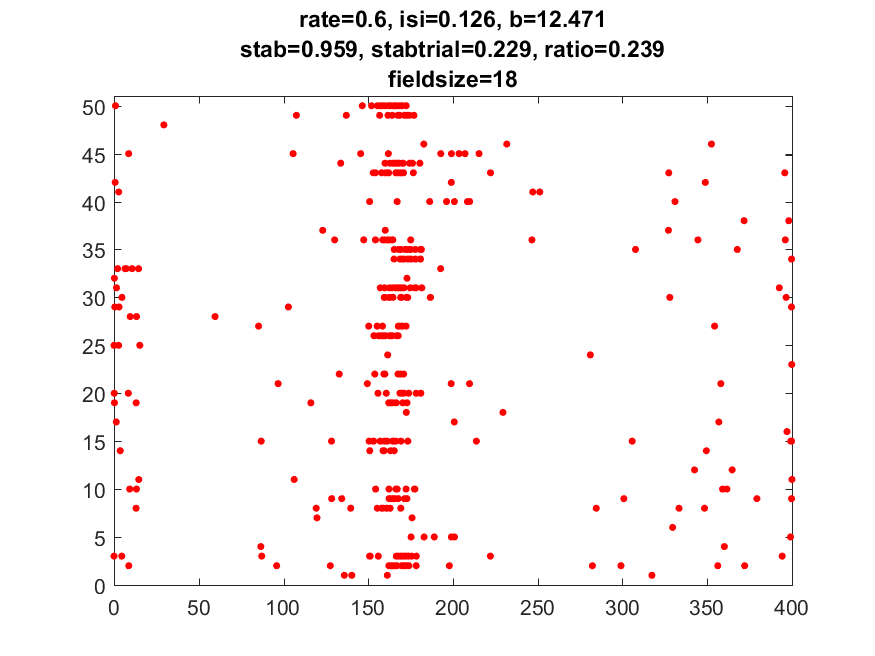 rate=0.6, isi=0.126, b=12.471
stab=0.959, stabtrial=0.229, ratio=0.239
fieldsize=18
50
45
40
35
30
25
20
15
10
5
0
0 50 100 150 200 250 300 350 400